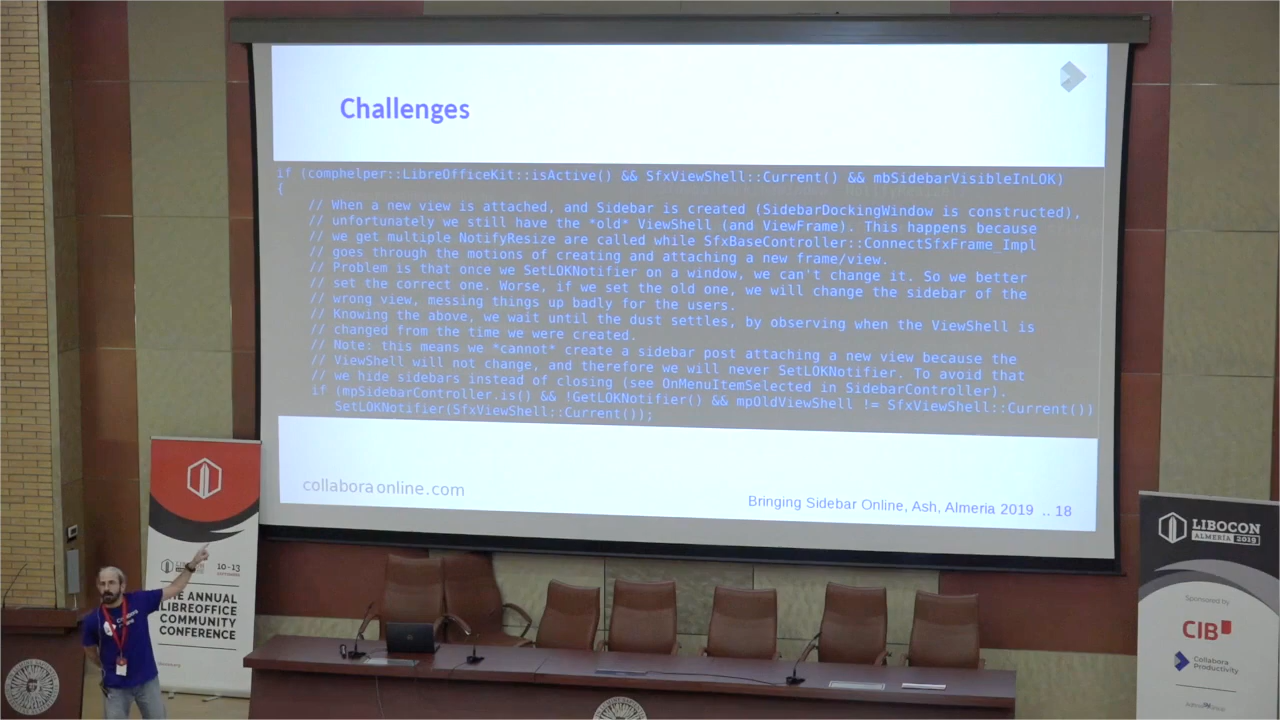 Challenges
if (comphelper::LibreOfficeKit::isActive() && SfxViewShell::Current() && mbSidebarVisibleInLOK)
{
// When a new view is attached, and Sidebar is created (SidebarDockingWindow is constructed),
// unfortunately we still have the *old* ViewShell (and ViewFrame). This happens because
// we get multiple NotifyResize are called while SfxBaseController::ConnectSfxFrame_Impl
// goes through the motions of creating and attaching a new frame/view.
// Problem is that once we SetLOKNotifier on a window, we can't change it. So we better
// set the correct one. Worse, if we set the old one, we will change the sidebar of the
// wrong view, messing things up badly for the users.
// Knowing the above, we wait until the dust settles, by observing when the ViewShell is
// changed from the time we were created.
// Note: this means we *cannot* create a sidebar post attaching a new view because the
// ViewShell will not change, and therefore we will never SetLOKNotifier. To avoid that
// we hide sidebars instead of closing (see OnMenuItemSelected in SidebarController).
if (mpSidebarController.is() && !GetLOKNotifier() && mpOldViewShell != SfxViewShell::Current())
SetLOKNotifier(SfxViewShell::Current());
collaboraonline.com
Bringing Sidebar Online, Ash, Almeria 2019 .. 18
LIBOCON
10-13
THE ANNUAL
LIBREOFFICE
COMMUNITY
CONFERENCE
LIBOCON
ALMERÍA 2019
Sponsored by
CIB
Collabora
Productivity